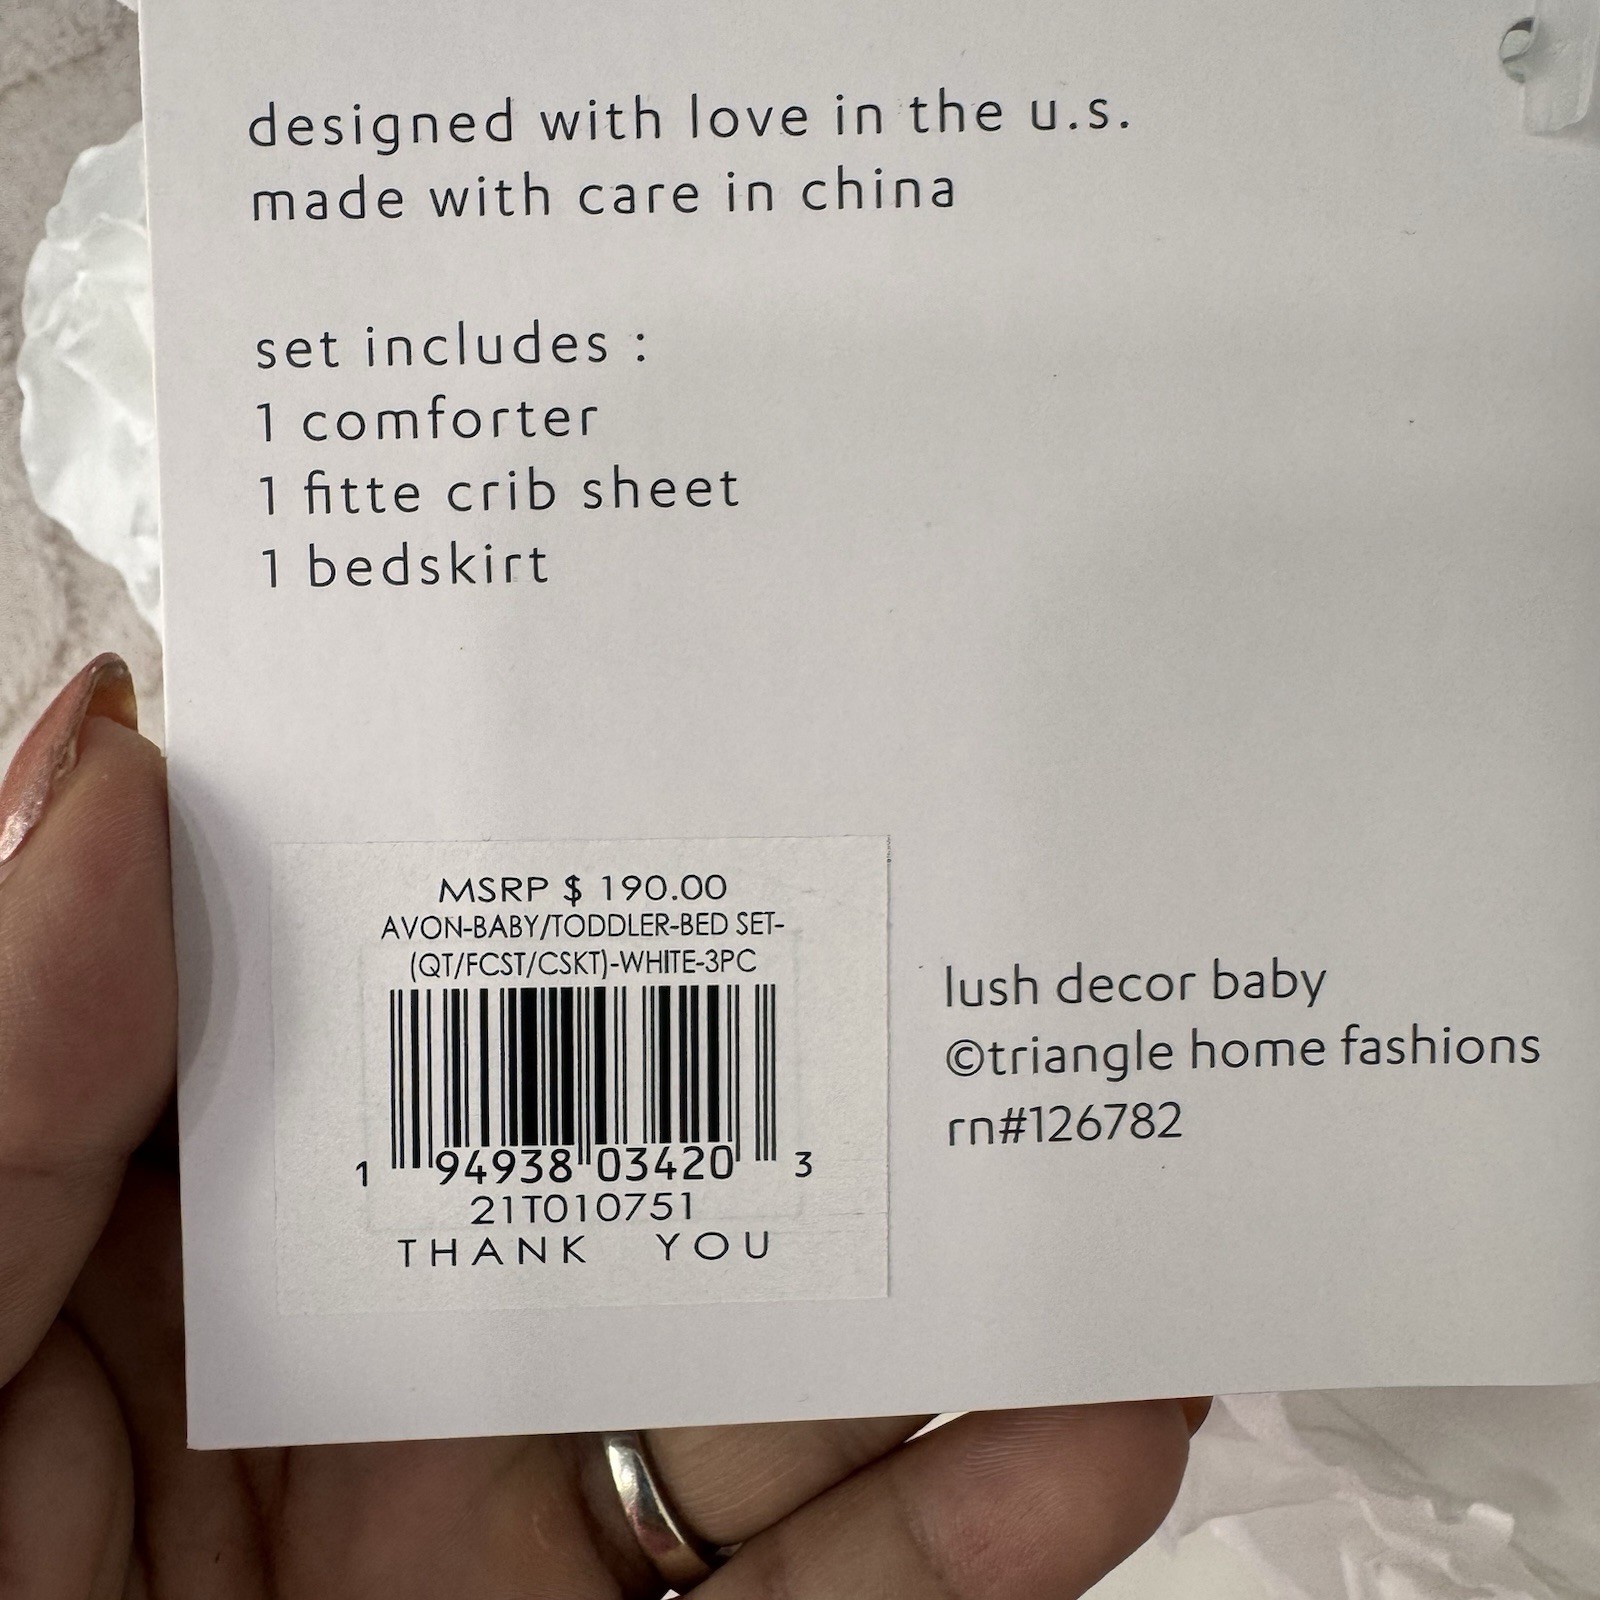 designed with love in the u.s.
made with care in china
set includes :
1 comforter
1 fitte crib sheet
1 bedskirt
MSRP $ 190.00
AVON-BABY/TODDLER-BED SET-
(QT/FCST/CSKT)-WHITE-3PC
1 94938 03420 3
21T010751
THANK YOU
lush decor baby
©triangle home fashions
rn#126782